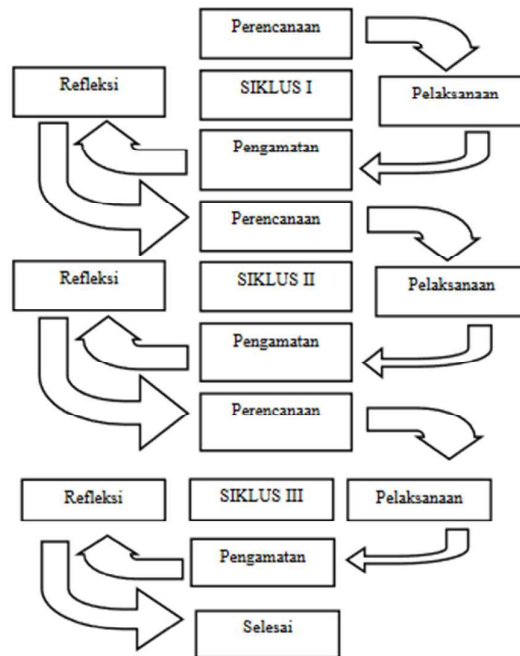 Perencanaan
Refleksi
SIKLUS I
Pelaksanaan
Pengamatan
Perencanaan
Refleksi
SIKLUS II
Pelaksanaan
Pengamatan
Perencanaan
Refleksi
SIKLUS III
Pelaksanaan
Pengamatan
Selesai